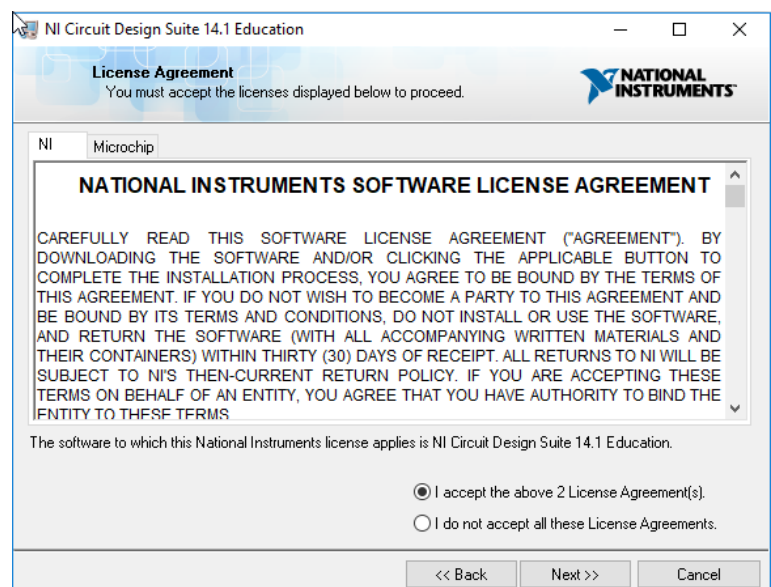 NI Circuit Design Suite 14.1 Education
License Agreement
You must accept the licenses displayed below to proceed.
NATIONAL
INSTRUMENTS™
NI
Microchip
NATIONAL INSTRUMENTS SOFTWARE LICENSE AGREEMENT
CAREFULLY READ THIS SOFTWARE LICENSE AGREEMENT ("AGREEMENT"). BY
DOWNLOADING THE SOFTWARE AND/OR CLICKING THE APPLICABLE BUTTON TO
COMPLETE THE INSTALLATION PROCESS, YOU AGREE TO BE BOUND BY THE TERMS OF
THIS AGREEMENT. IF YOU DO NOT WISH TO BECOME A PARTY TO THIS AGREEMENT AND
BE BOUND BY ITS TERMS AND CONDITIONS, DO NOT INSTALL OR USE THE SOFTWARE,
AND RETURN THE SOFTWARE (WITH ALL ACCOMPANYING WRITTEN MATERIALS AND
THEIR CONTAINERS) WITHIN THIRTY (30) DAYS OF RECEIPT. ALL RETURNS TO NI WILL BE
SUBJECT TO NI'S THEN-CURRENT RETURN POLICY. IF YOU ARE ACCEPTING THESE
TERMS ON BEHALF OF AN ENTITY, YOU AGREE THAT YOU HAVE AUTHORITY TO BIND THE
ENTITY TO THESE TERMS.
The software to which this National Instruments license applies is NI Circuit Design Suite 14.1 Education.
I accept the above 2 License Agreement(s).
I do not accept all these License Agreements.
<< Back
Next >>
Cancel